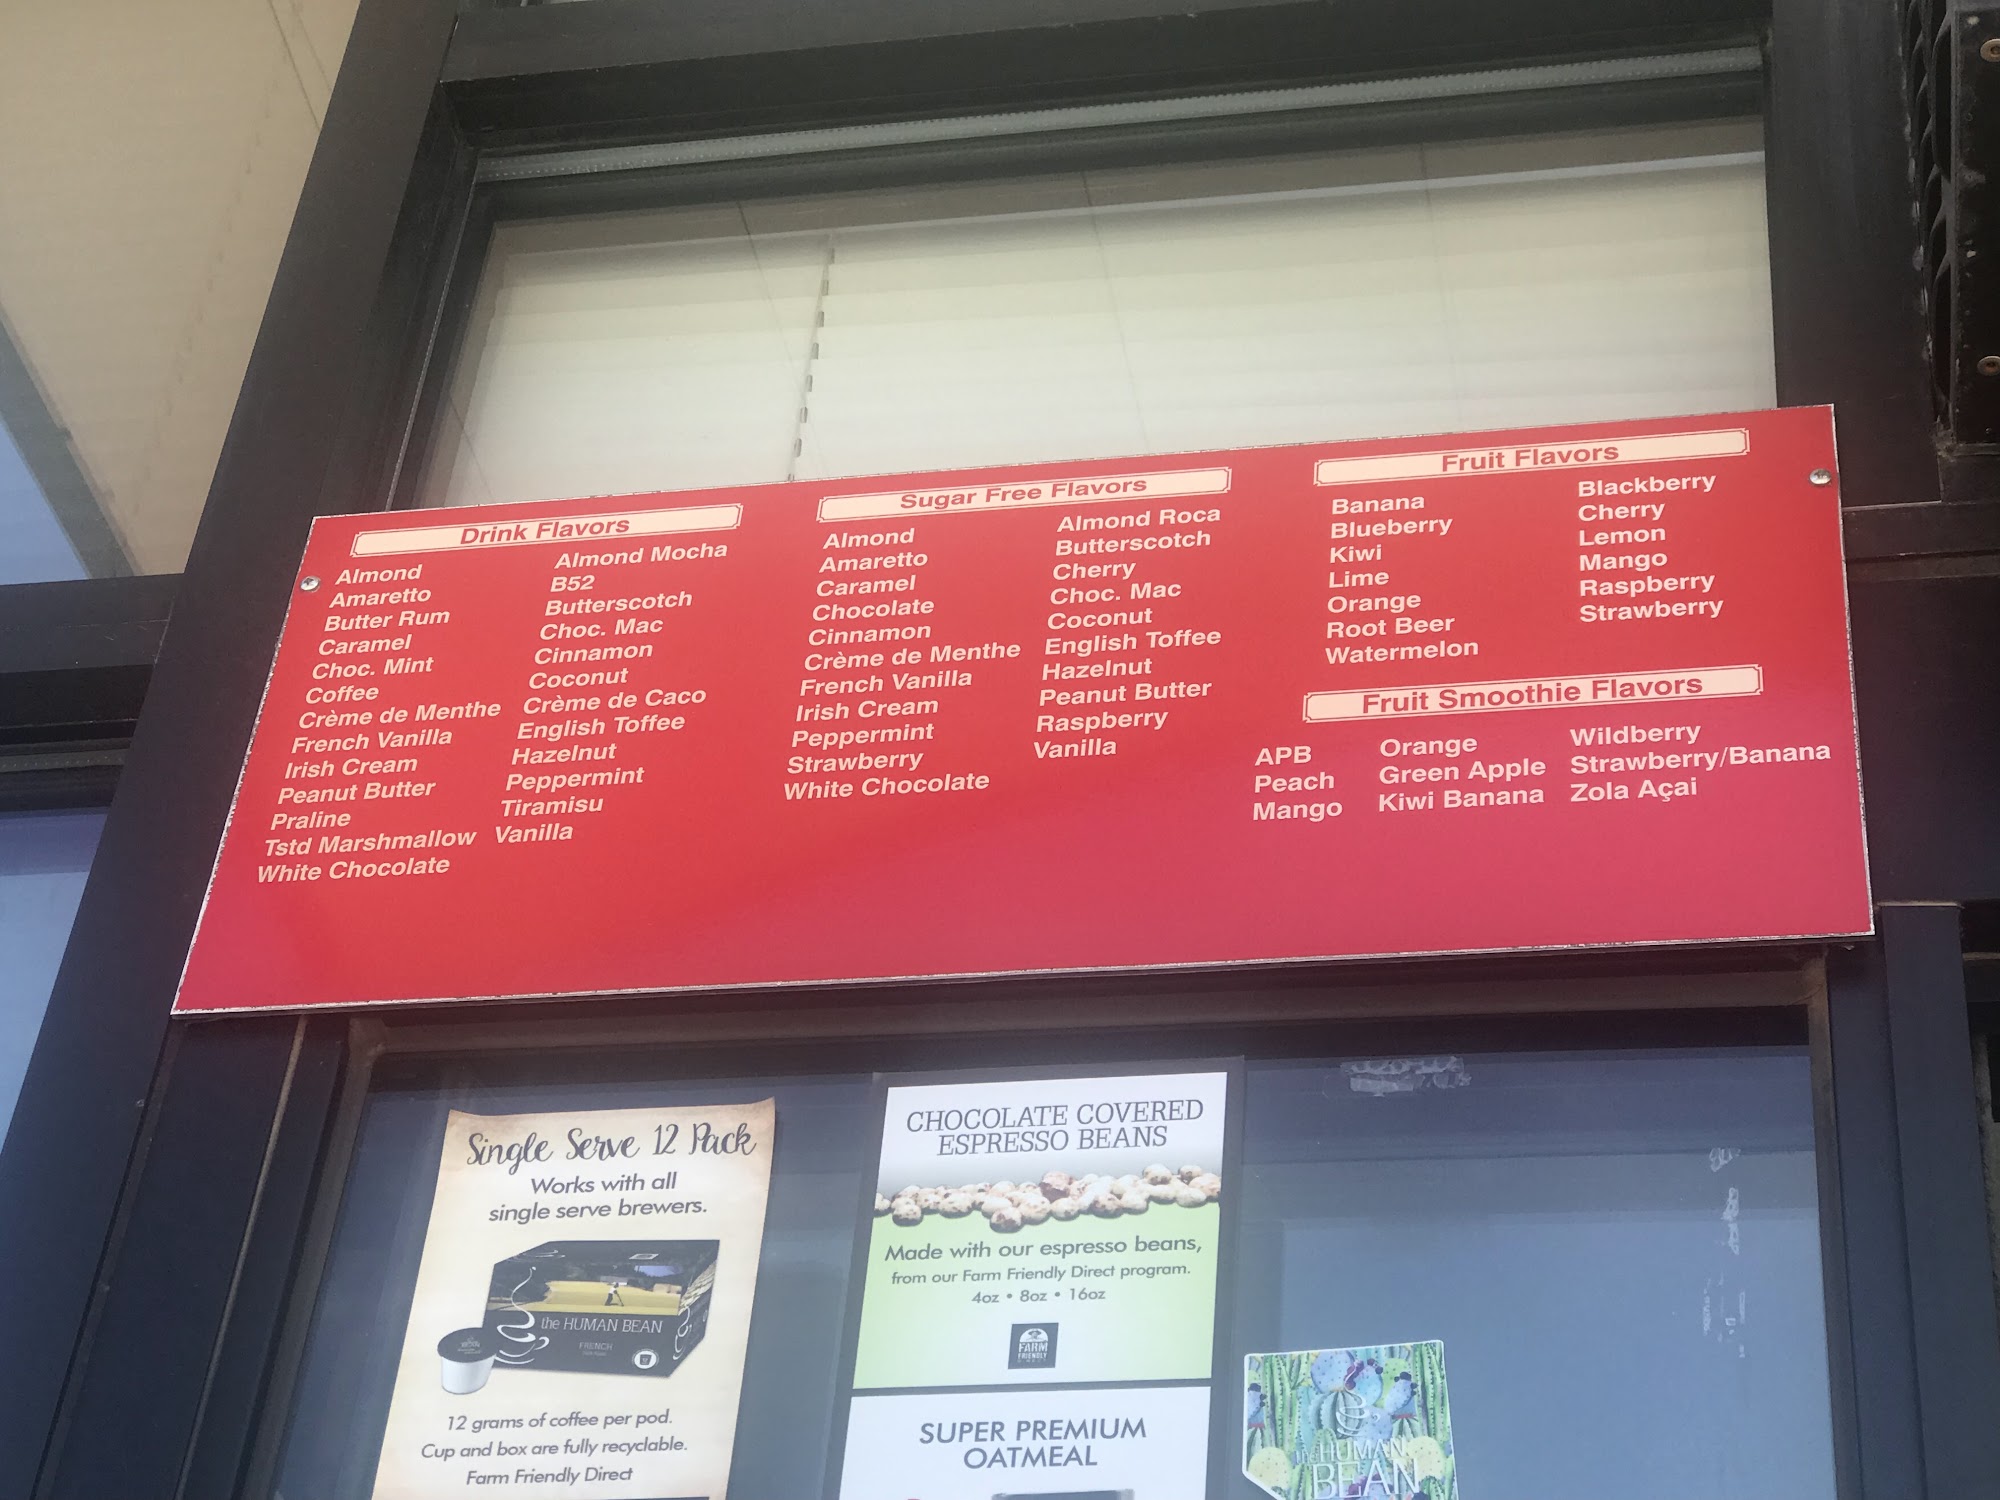 Drink Flavors
Almond
Amaretto
Butter Rum
Caramel
Choc. Mint
Coffee
Crème de Menthe
French Vanilla
Irish Cream
Peanut Butter
Praline
Tstd Marshmallow
White Chocolate
Almond Mocha
B52
Butterscotch
Choc. Mac
Cinnamon
Coconut
Crème de Caco
English Toffee
Hazelnut
Peppermint
Tiramisu
Vanilla
Sugar Free Flavors
Almond
Amaretto
Caramel
Chocolate
Cinnamon
Crème de Menthe
French Vanilla
Irish Cream
Peppermint
Strawberry
White Chocolate
Almond Roca
Butterscotch
Cherry
Choc. Mac
Coconut
English Toffee
Hazelnut
Peanut Butter
Raspberry
Vanilla
Fruit Flavors
Banana
Blueberry
Kiwi
Lime
Orange
Root Beer
Watermelon
Blackberry
Cherry
Lemon
Mango
Raspberry
Strawberry
Fruit Smoothie Flavors
APB
Peach
Mango
Orange
Green Apple
Kiwi Banana
Wildberry
Strawberry/Banana
Zola Açai
Single Serve 12 Pack
Works with all
single serve brewers.
the HUMAN BEAN
FRENCH
12 grams of coffee per pod.
Cup and box are fully recyclable.
Farm Friendly Direct
CHOCOLATE COVERED
ESPRESSO BEANS
Made with our espresso beans,
from our Farm Friendly Direct program.
4oz • 8oz • 16oz
FARM
FRIENDLY
DIRECT
SUPER PREMIUM
OATMEAL
the HUMAN
BEAN